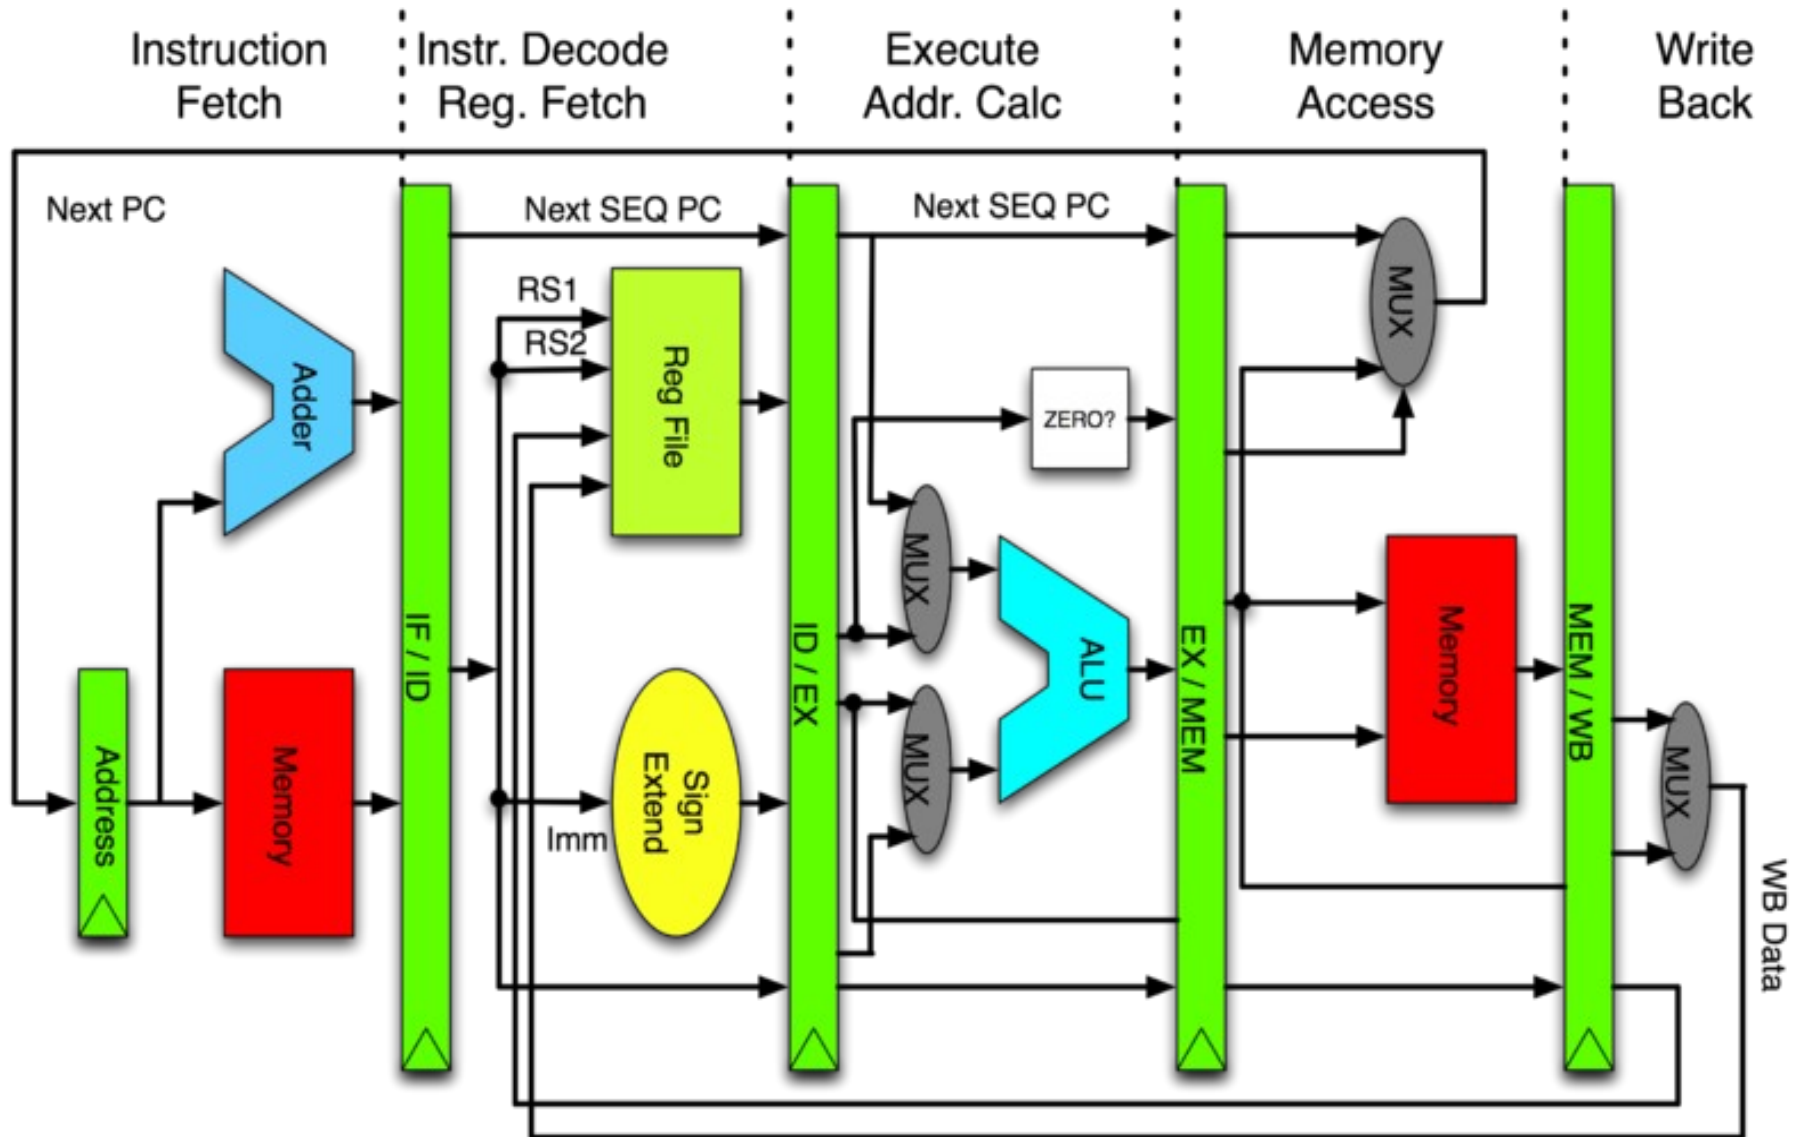 Instruction
Fetch
Instr. Decode
Reg. Fetch
Execute
Addr. Calc
Memory
Access
Write
Back
Next PC
Next SEQ PC
Next SEQ PC
RS1
RS2
Adder
Reg File
ZERO?
MUX
MUX
MUX
ALU
IF / ID
ID / EX
EX / MEM
MEM / WB
Address
Memory
Sign
Extend
Imm
Memory
MUX
WB Data